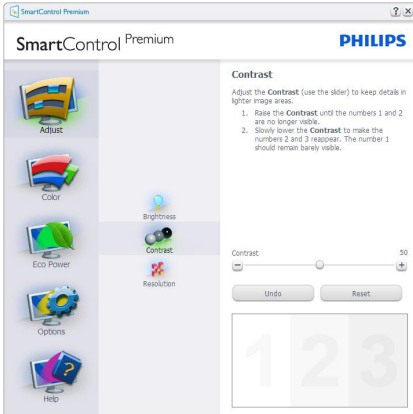 SmartControl Premium
? X
SmartControl Premium
PHILIPS
Adjust
Color
Eco Power
Options
Help
Brightness
Contrast
Resolution
Contrast
Adjust the Contrast (use the slider) to keep details in
lighter image areas.
1. Raise the Contrast until the numbers 1 and 2
are no longer visible.
2. Slowly lower the Contrast to make the
numbers 2 and 3 reappear. The number 1
should remain barely visible.
Contrast 50
Undo Reset
1 2 3